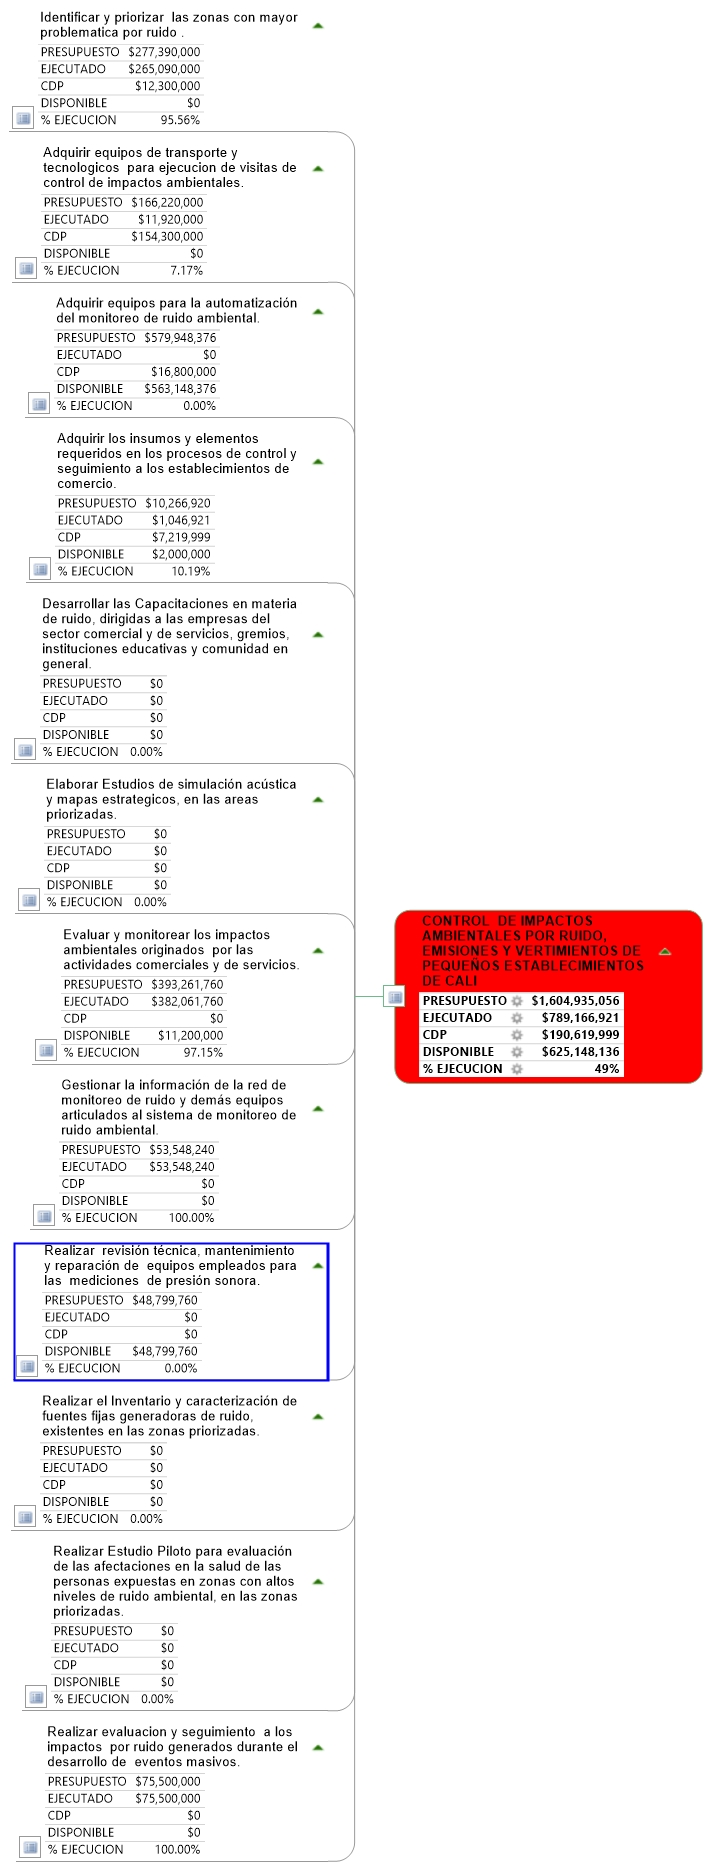 Identificar y priorizar  las zonas con mayor
problematica por ruido .
PRESUPUESTO $277,390,000
EJECUTADO $265,090,000
CDP $12,300,000
DISPONIBLE $0
% EJECUCION 95.56%
Adquirir equipos de transporte y
tecnologicos  para ejecucion de visitas de
control de impactos ambientales.
PRESUPUESTO $166,220,000
EJECUTADO $11,920,000
CDP $154,300,000
DISPONIBLE $0
% EJECUCION 7.17%
Adquirir equipos para la automatización
del monitoreo de ruido ambiental.
PRESUPUESTO $579,948,376
EJECUTADO $0
CDP $16,800,000
DISPONIBLE $563,148,376
% EJECUCION 0.00%
Adquirir los insumos y elementos
requeridos en los procesos de control y
seguimiento a los establecimientos de
comercio.
PRESUPUESTO $10,266,920
EJECUTADO $1,046,921
CDP $7,219,999
DISPONIBLE $2,000,000
% EJECUCION 10.19%
Desarrollar las Capacitaciones en materia
de ruido, dirigidas a las empresas del
sector comercial y de servicios, gremios,
instituciones educativas y comunidad en
general.
PRESUPUESTO $0
EJECUTADO $0
CDP $0
DISPONIBLE $0
% EJECUCION 0.00%
Elaborar Estudios de simulación acústica
y mapas estrategicos, en las areas
priorizadas.
PRESUPUESTO $0
EJECUTADO $0
CDP $0
DISPONIBLE $0
% EJECUCION 0.00%
Evaluar y monitorear los impactos
ambientales originados  por las
actividades comerciales y de servicios.
PRESUPUESTO $393,261,760
EJECUTADO $382,061,760
CDP $0
DISPONIBLE $11,200,000
% EJECUCION 97.15%
Gestionar la información de la red de
monitoreo de ruido y demás equipos
articulados al sistema de monitoreo de
ruido ambiental.
PRESUPUESTO $53,548,240
EJECUTADO $53,548,240
CDP $0
DISPONIBLE $0
% EJECUCION 100.00%
Realizar  revisión técnica, mantenimiento
y reparación de  equipos empleados para
las  mediciones  de presión sonora.
PRESUPUESTO $48,799,760
EJECUTADO $0
CDP $0
DISPONIBLE $48,799,760
% EJECUCION 0.00%
Realizar el Inventario y caracterización de
fuentes fijas generadoras de ruido,
existentes en las zonas priorizadas.
PRESUPUESTO $0
EJECUTADO $0
CDP $0
DISPONIBLE $0
% EJECUCION 0.00%
Realizar Estudio Piloto para evaluación
de las afectaciones en la salud de las
personas expuestas en zonas con altos
niveles de ruido ambiental, en las zonas
priorizadas.
PRESUPUESTO $0
EJECUTADO $0
CDP $0
DISPONIBLE $0
% EJECUCION 0.00%
Realizar evaluacion y seguimiento  a los
impactos  por ruido generados durante el
desarrollo de  eventos masivos.
PRESUPUESTO $75,500,000
EJECUTADO $75,500,000
CDP $0
DISPONIBLE $0
% EJECUCION 100.00%
CONTROL  DE IMPACTOS
AMBIENTALES POR RUIDO,
EMISIONES Y VERTIMIENTOS DE
PEQUEÑOS ESTABLECIMIENTOS
DE CALI
PRESUPUESTO $1,604,935,056
EJECUTADO $789,166,921
CDP $190,619,999
DISPONIBLE $625,148,136
% EJECUCION 49%